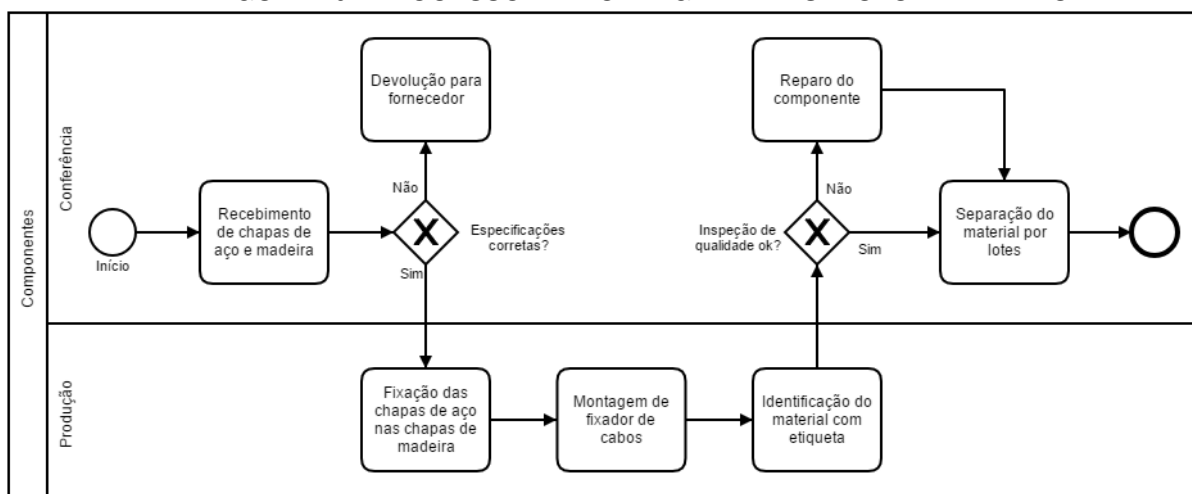 Componentes
Conferência
Produção
Início
Recebimento
de chapas de
aço e madeira
Devolução para
fornecedor
Não
Especificações
corretas?
Sim
Fixação das
chapas de aço
nas chapas de
madeira
Montagem de
fixador de
cabos
Identificação do
material com
etiqueta
Inspeção de
qualidade ok?
Não
Sim
Reparo do
componente
Separação do
material por
lotes